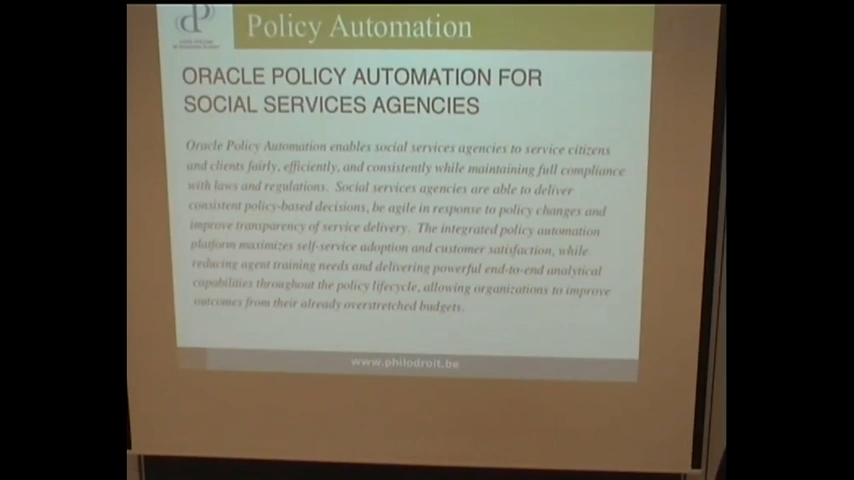 Policy Automation
ORACLE POLICY AUTOMATION FOR
SOCIAL SERVICES AGENCIES
Oracle Policy Automation enables social services agencies to service citizens
and clients fairly, efficiently, and consistently while maintaining full compliance
with laws and regulations. Social services agencies are able to deliver
consistent policy-based decisions, be agile in response to policy changes and
improve transparency of service delivery. The integrated policy automation
platform maximizes self-service adoption and customer satisfaction, while
reducing agent training needs and delivering powerful end-to-end analytical
capabilities throughout the policy lifecycle, allowing organizations to improve
outcomes from their already overstretched budgets.
www.philodroit.be